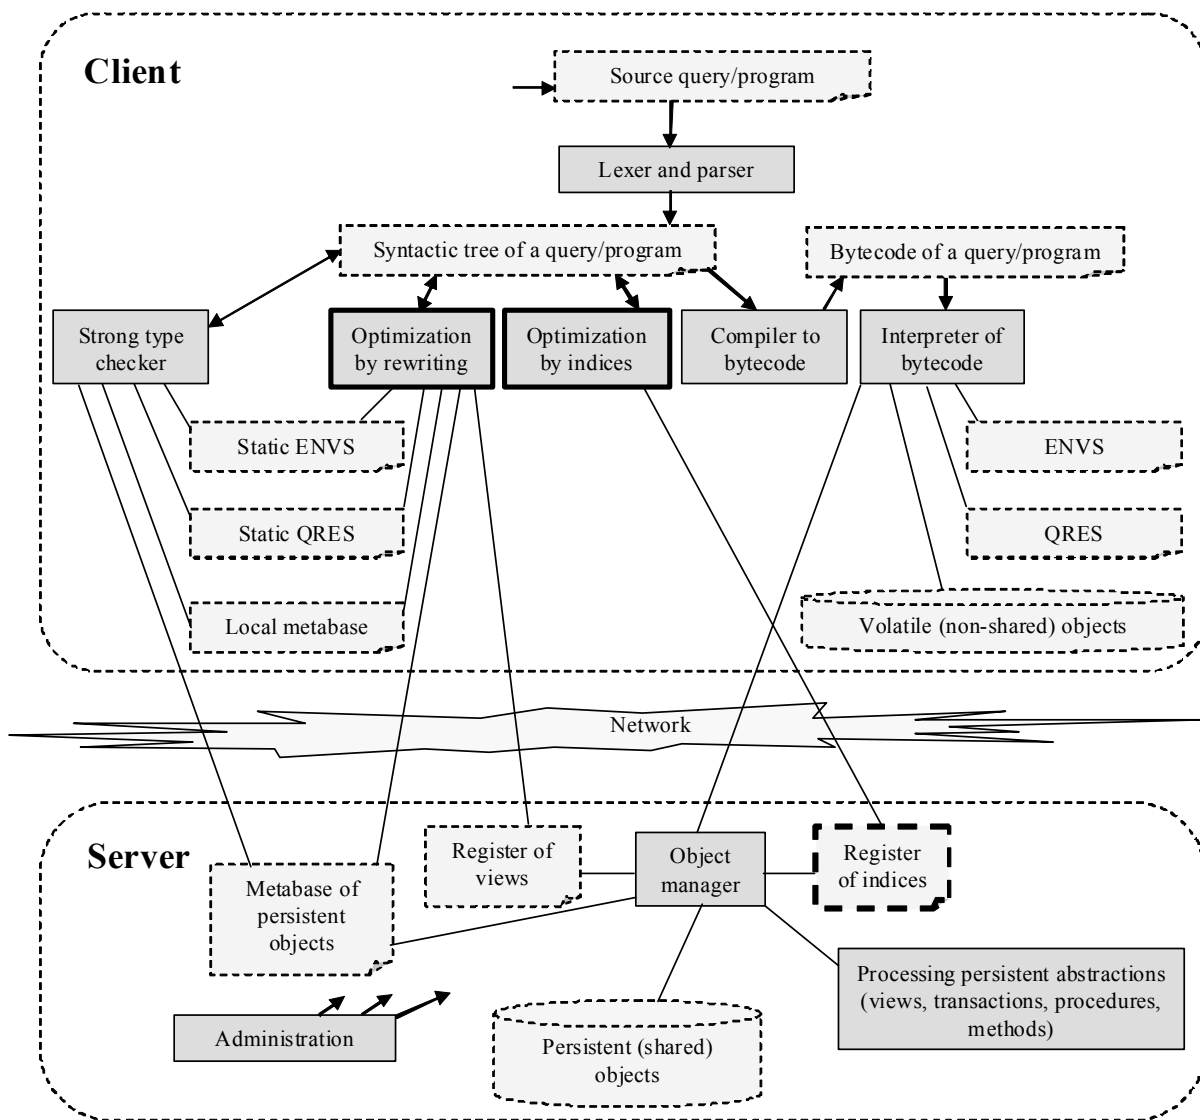 Client
Source query/program
Lexer and parser
Syntactic tree of a query/program
Bytecode of a query/program
Strong type
checker
Optimization
by rewriting
Optimization
by indices
Compiler to
bytecode
Interpreter of
bytecode
Static ENVS
ENVS
Static QRES
QRES
Local metabase
Volatile (non-shared) objects
Network
Server
Metabase of
persistent
objects
Register of
views
Object
manager
Register
of indices
Processing persistent abstractions
(views, transactions, procedures,
methods)
Administration
Persistent (shared)
objects